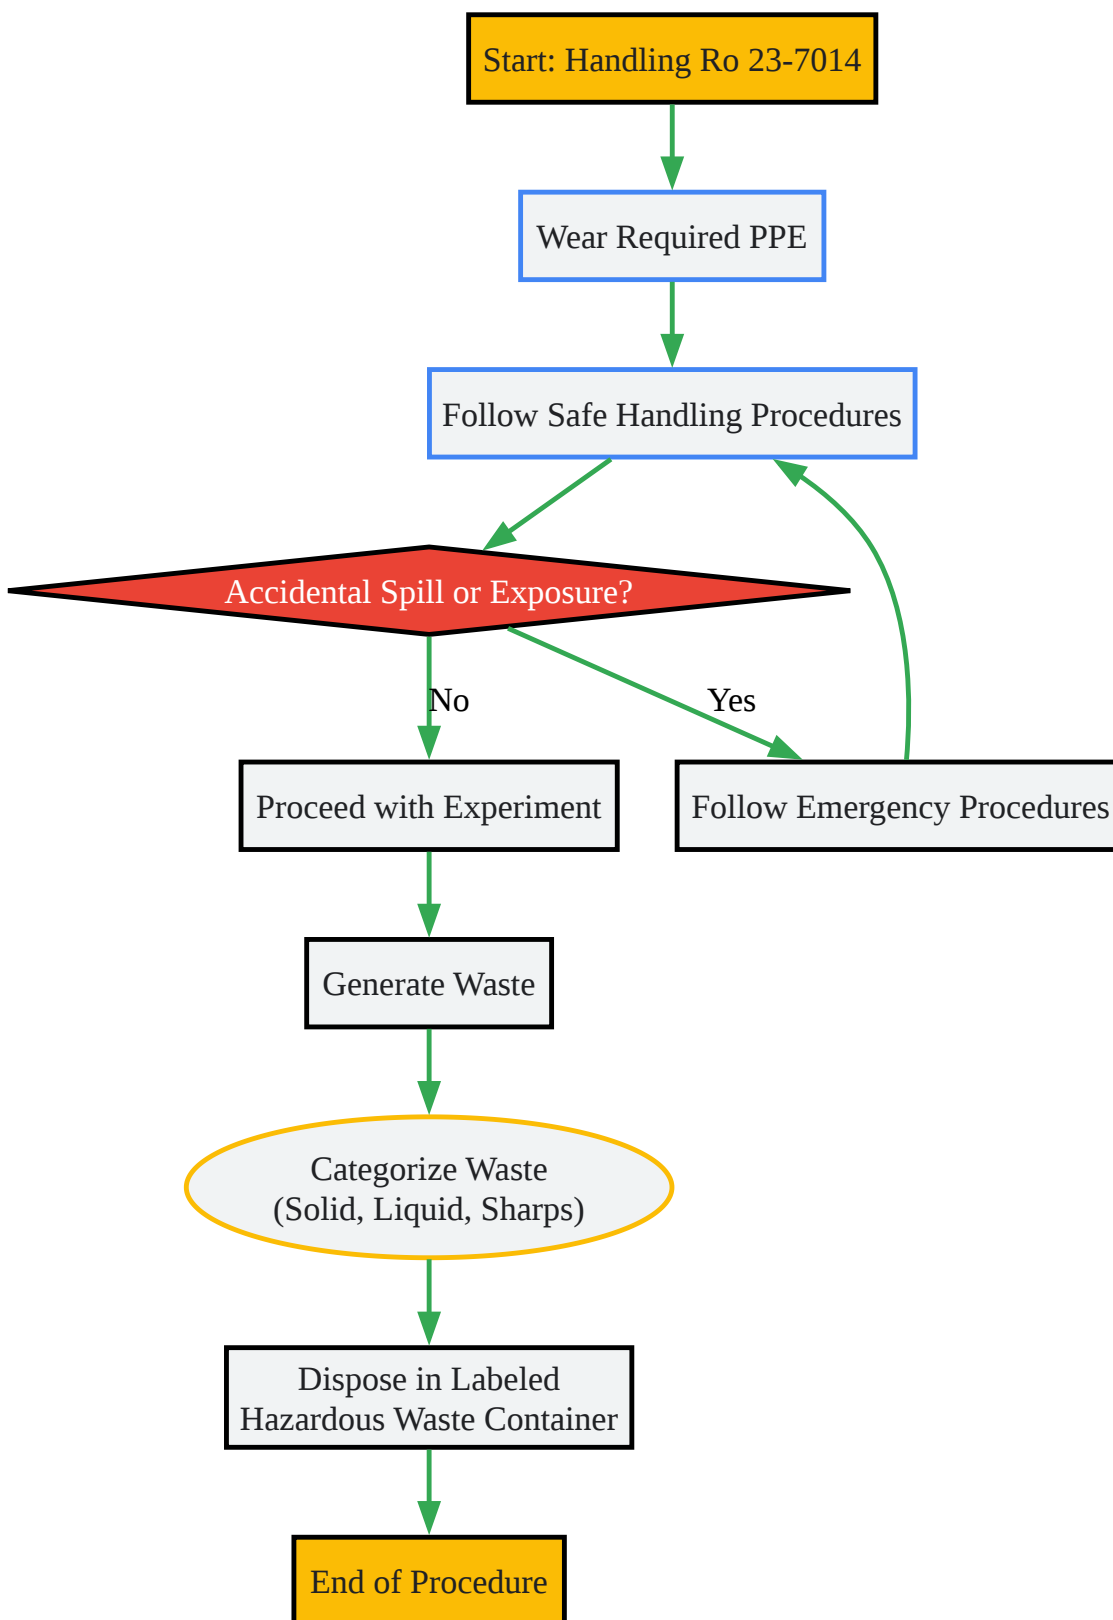 Start: Handling Ro 23-7014
Wear Required PPE
Follow Safe Handling Procedures
Accidental Spill or Exposure?
No
Yes
Proceed with Experiment
Follow Emergency Procedures
Generate Waste
Categorize Waste
(Solid, Liquid, Sharps)
Dispose in Labeled
Hazardous Waste Container
End of Procedure